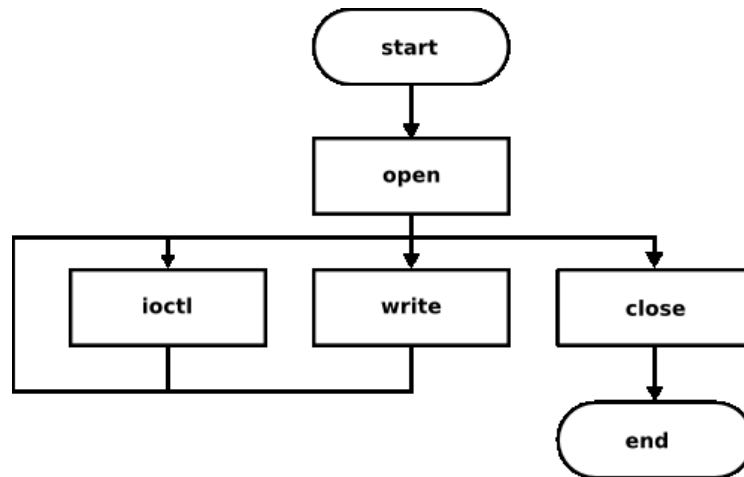 start
open
ioctl
write
close
end